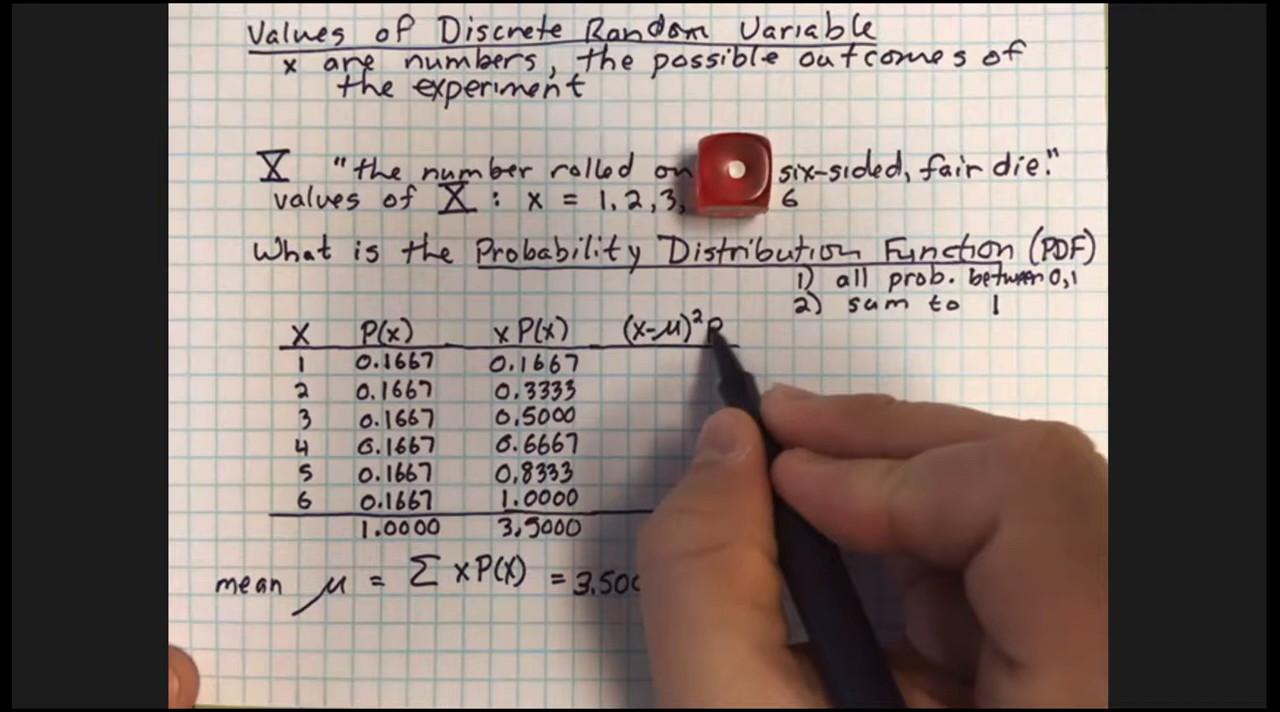 Values of Discrete Random Variable
x are numbers, the possible outcomes of
the experiment
X "the number rolled on six-sided, fair die."
values of X : x = 1, 2, 3, 6
What is the Probability Distribution Function (PDF)
1) all prob. between 0,1
2) sum to 1
X P(x) x P(x) (x-μ)² P
1 0.1667 0.1667
2 0.1667 0.3333
3 0.1667 0.5000
4 0.1667 0.6667
5 0.1667 0.8333
6 0.1667 1.0000
1.0000 3.5000
mean μ = Σ x P(x) = 3.500